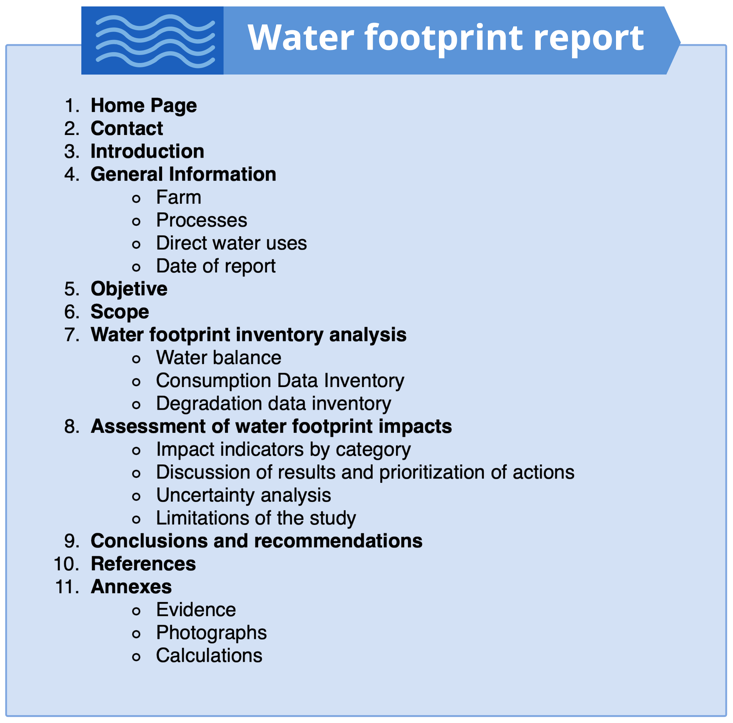 Water footprint report
1. Home Page
2. Contact
3. Introduction
4. General Information
Farm
Processes
Direct water uses
Date of report
5. Objetive
6. Scope
7. Water footprint inventory analysis
Water balance
Consumption Data Inventory
Degradation data inventory
8. Assessment of water footprint impacts
Impact indicators by category
Discussion of results and prioritization of actions
Uncertainty analysis
Limitations of the study
9. Conclusions and recommendations
10. References
11. Annexes
Evidence
Photographs
Calculations